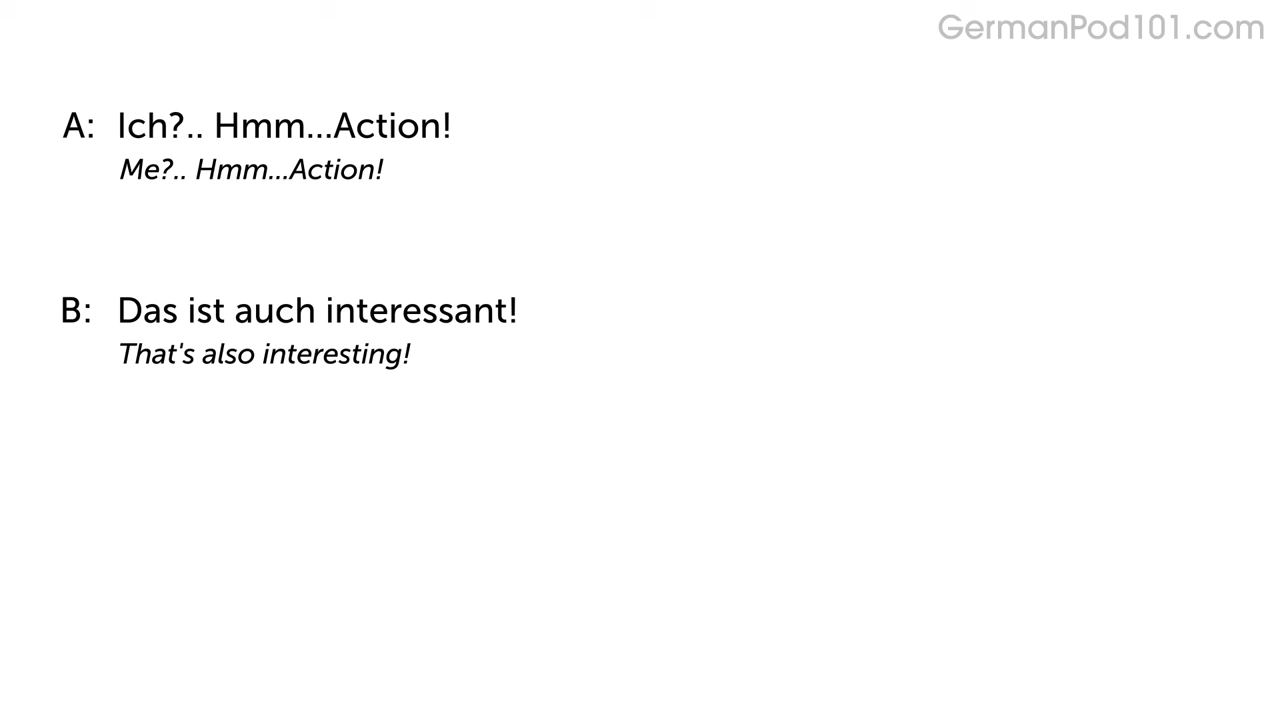 GermanPod101.com
A: Ich?.. Hmm...Action!
Me?.. Hmm...Action!
B: Das ist auch interessant!
That's also interesting!